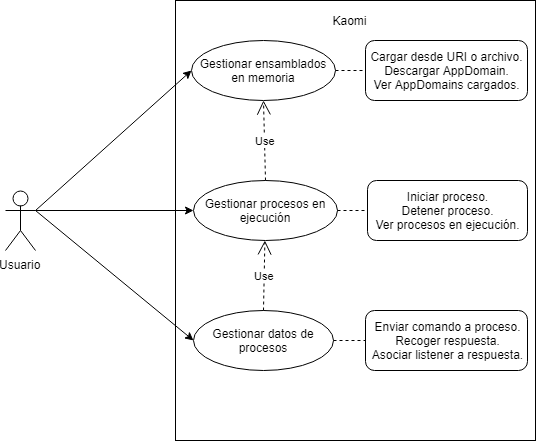 Kaomi
Gestionar ensamblados
en memoria
Cargar desde URI o archivo.
Descargar AppDomain.
Ver AppDomains cargados.
Use
Gestionar procesos en
ejecución
Iniciar proceso.
Detener proceso.
Ver procesos en ejecución.
Usuario
Use
Gestionar datos de
procesos
Enviar comando a proceso.
Recoger respuesta.
Asociar listener a respuesta.